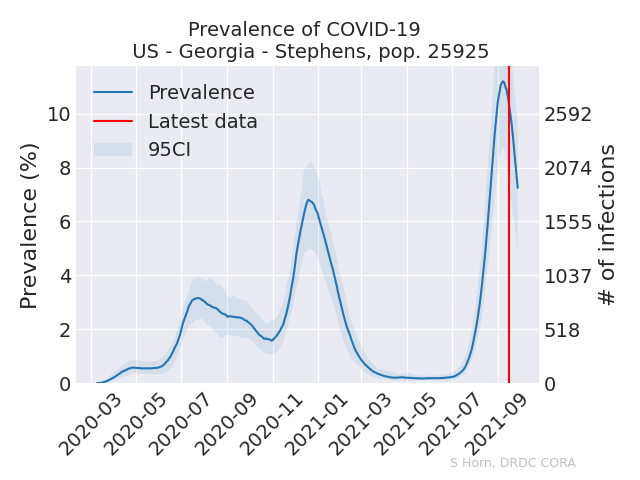 Prevalence of COVID-19
US - Georgia - Stephens, pop. 25925
Prevalence
Latest data
95CI
Prevalence (%)
10
8
6
4
2
0
2592
2074
1555
1037
518
0
# of infections
2020-03
2020-05
2020-07
2020-09
2020-11
2021-01
2021-03
2021-05
2021-07
2021-09
S Horn, DRDC CORA